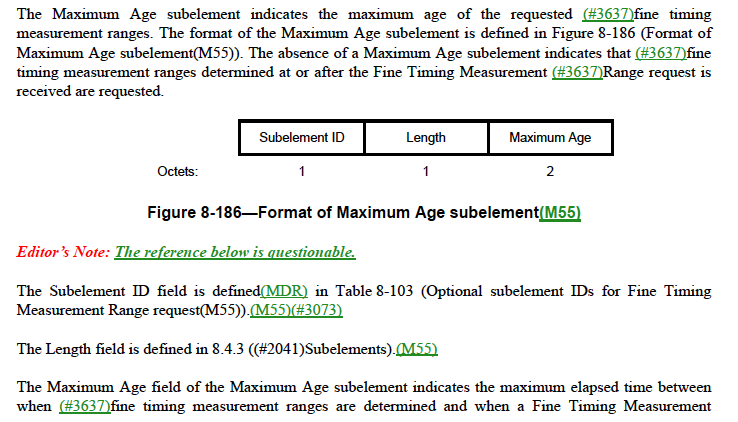 The Maximum Age subelement indicates the maximum age of the requested (#3637)fine timing
measurement ranges. The format of the Maximum Age subelement is defined in Figure 8-186 (Format of
Maximum Age subelement(M55)). The absence of a Maximum Age subelement indicates that (#3637)fine
timing measurement ranges determined at or after the Fine Timing Measurement (#3637)Range request is
received are requested.
Subelement ID Length Maximum Age
Octets: 1 1 2
Figure 8-186—Format of Maximum Age subelement(M55)
Editor's Note: The reference below is questionable.
The Subelement ID field is defined(MDR) in Table 8-103 (Optional subelement IDs for Fine Timing
Measurement Range request(M55)).(M55)(#3073)
The Length field is defined in 8.4.3 ((#2041)Subelements).(M55)
The Maximum Age field of the Maximum Age subelement indicates the maximum elapsed time between
when (#3637)fine timing measurement ranges are determined and when a Fine Timing Measurement